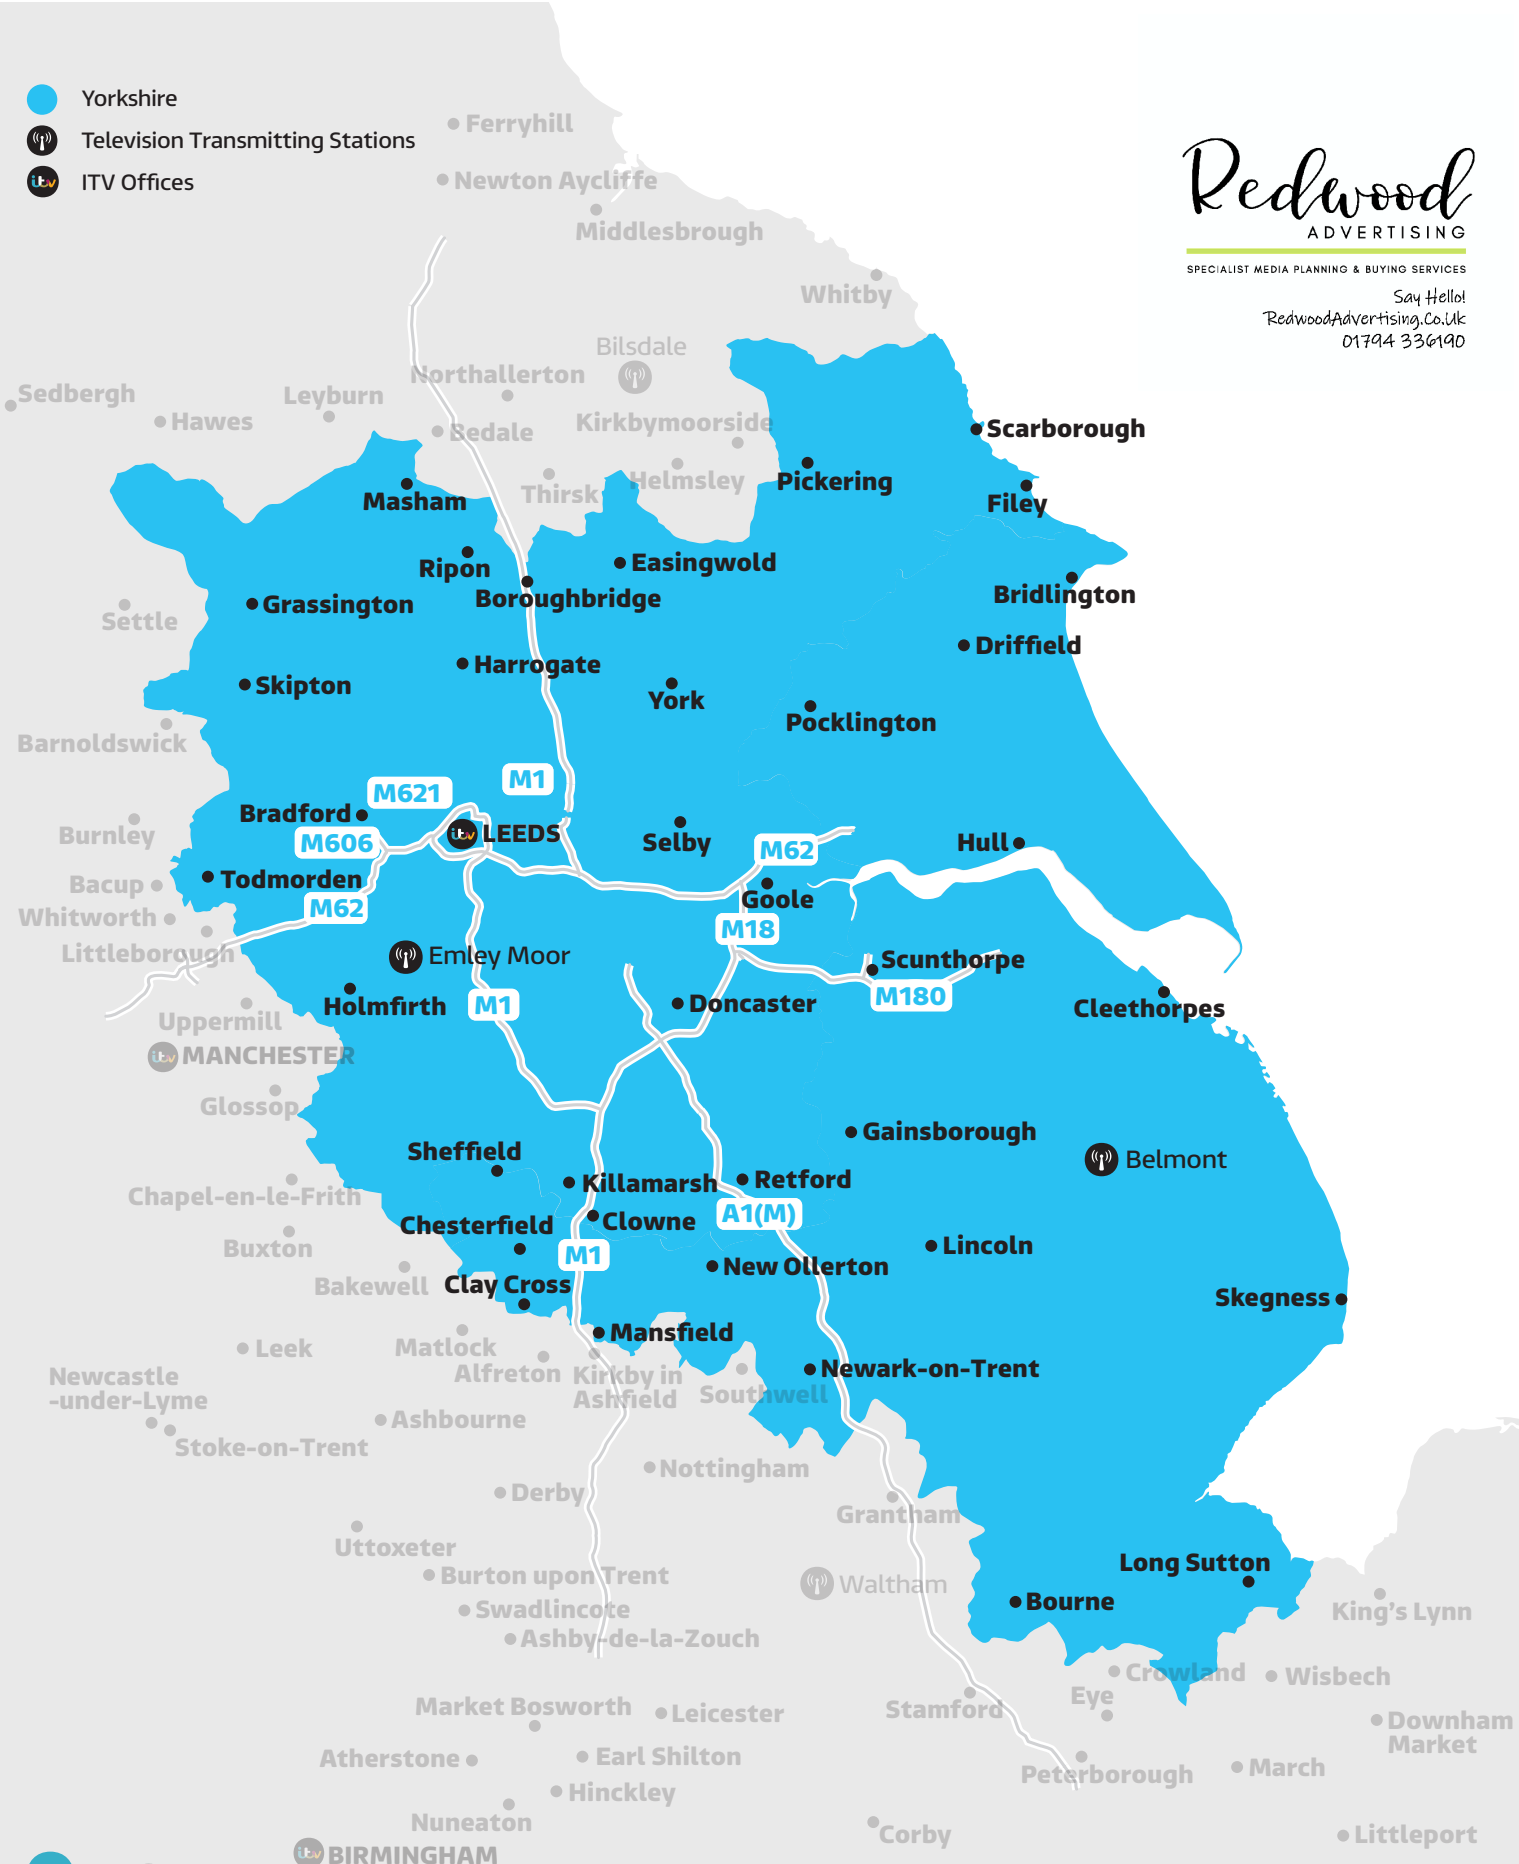 Yorkshire
Television Transmitting Stations
itv ITV Offices
Redwood
ADVERTISING
SPECIALIST MEDIA PLANNING & BUYING SERVICES
Say Hello!
RedwoodAdvertising.Co.Uk
01794 336190
Ferryhill
Newton Aycliffe
Middlesbrough
Whitby
Bilsdale
Northallerton
Sedbergh
Leyburn
Hawes
Bedale
Kirkbymoorside
Scarborough
Thirsk
Helmsley
Pickering
Masham
Filey
Ripon
Easingwold
Boroughbridge
Bridlington
Grassington
Settle
Driffield
Harrogate
Skipton
York
Pocklington
Barnoldswick
M1
M621
Bradford
Burnley
M606
itv LEEDS
Selby
M62
Hull
Bacup
Todmorden
Goole
M62
Whitworth
M18
Littleborough
Emley Moor
Scunthorpe
M180
Holmfirth
M1
Doncaster
Cleethorpes
Uppermill
itv MANCHESTER
Glossop
Gainsborough
Sheffield
Belmont
Killamarsh
Retford
Chapel-en-le-Frith
Chesterfield
Clowne
A1(M)
Buxton
M1
Lincoln
New Ollerton
Bakewell
Clay Cross
Skegness
Mansfield
Leek
Matlock
Alfreton
Kirkby in
Ashfield
Southwell
Newark-on-Trent
Newcastle
-under-Lyme
Ashbourne
Stoke-on-Trent
Nottingham
Derby
Grantham
Uttoxeter
Burton upon Trent
Waltham
Long Sutton
Swadlincote
Bourne
King's Lynn
Ashby-de-la-Zouch
Crowland
Wisbech
Market Bosworth
Leicester
Stamford
Eye
Downham
Market
Atherstone
Earl Shilton
Peterborough
March
Hinckley
Nuneaton
Corby
Littleport
itv BIRMINGHAM